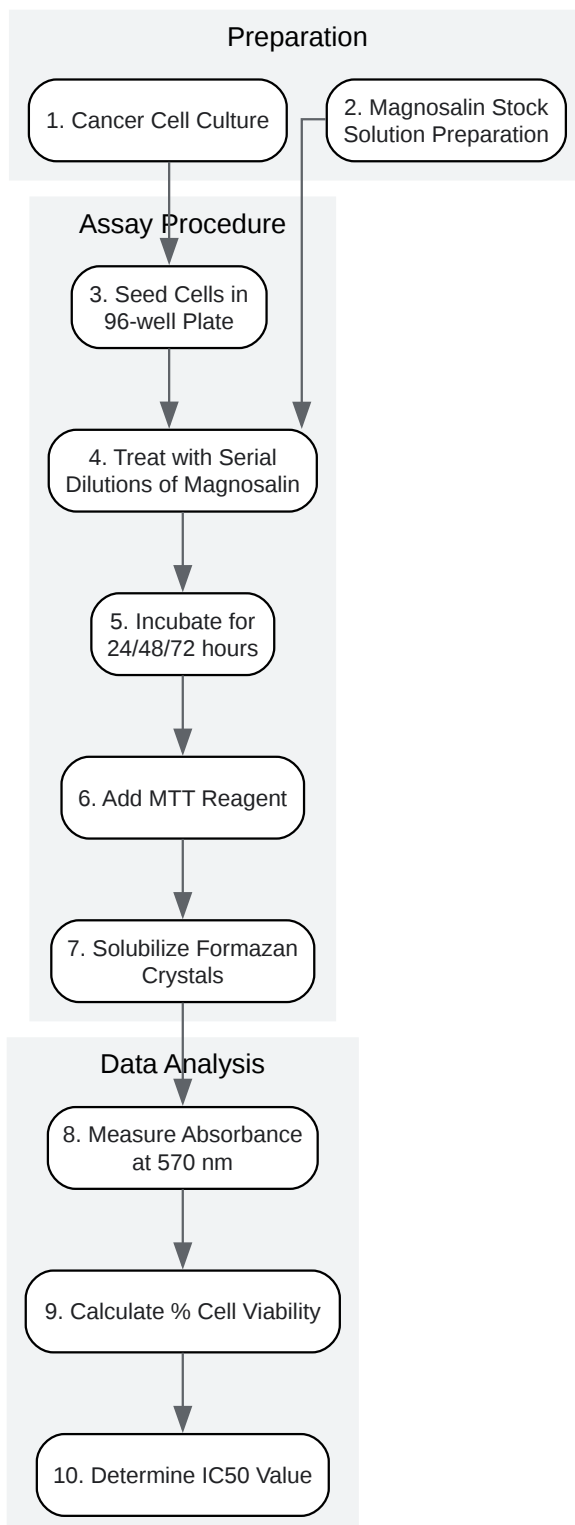 Preparation
1. Cancer Cell Culture
2. Magnosalin Stock
Solution Preparation
Assay Procedure
3. Seed Cells in
96-well Plate
4. Treat with Serial
Dilutions of Magnosalin
5. Incubate for
24/48/72 hours
6. Add MTT Reagent
7. Solubilize Formazan
Crystals
Data Analysis
8. Measure Absorbance
at 570 nm
9. Calculate % Cell Viability
10. Determine IC50 Value